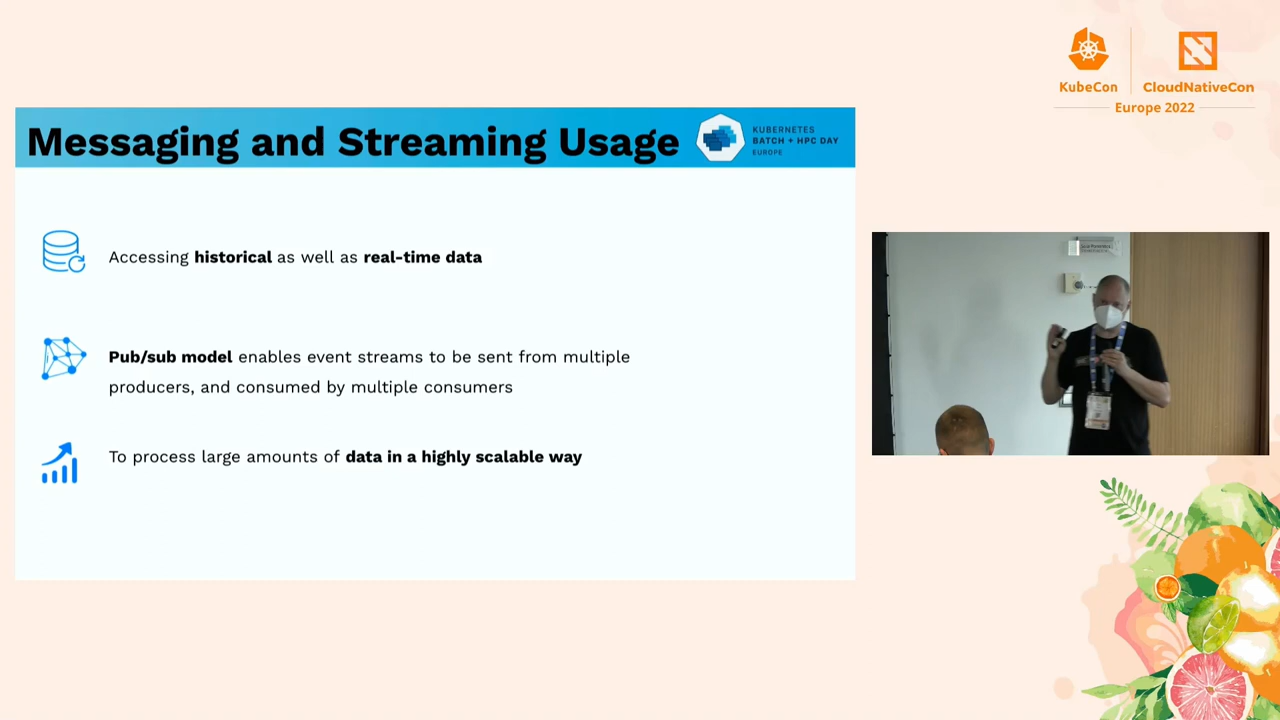 KubeCon
CloudNativeCon
Europe 2022
Messaging and Streaming Usage
KUBERNETES
BATCH + HPC DAY
EUROPE
Accessing historical as well as real-time data
Pub/sub model enables event streams to be sent from multiple
producers, and consumed by multiple consumers
To process large amounts of data in a highly scalable way